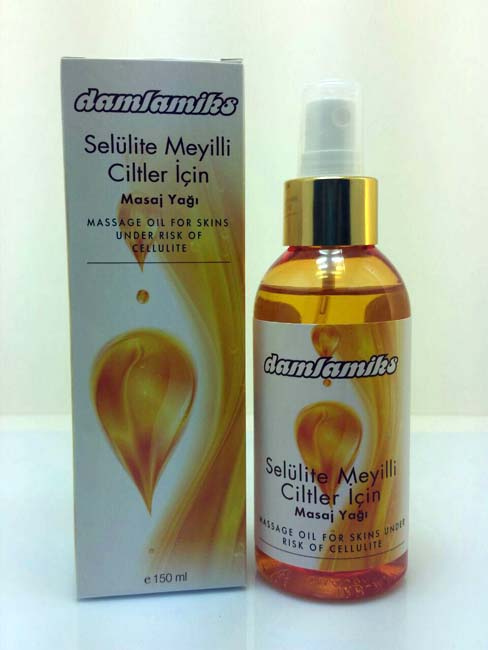 damlamiks
Selülite Meyilli
Ciltler İçin
Masaj Yağı
MASSAGE OIL FOR SKINS
UNDER RISK OF
CELLULITE
e 150 ml
damlamiks
Selülite Meyilli
Ciltler İçin
Masaj Yağı
MASSAGE OIL FOR SKINS UNDER
RISK OF CELLULITE